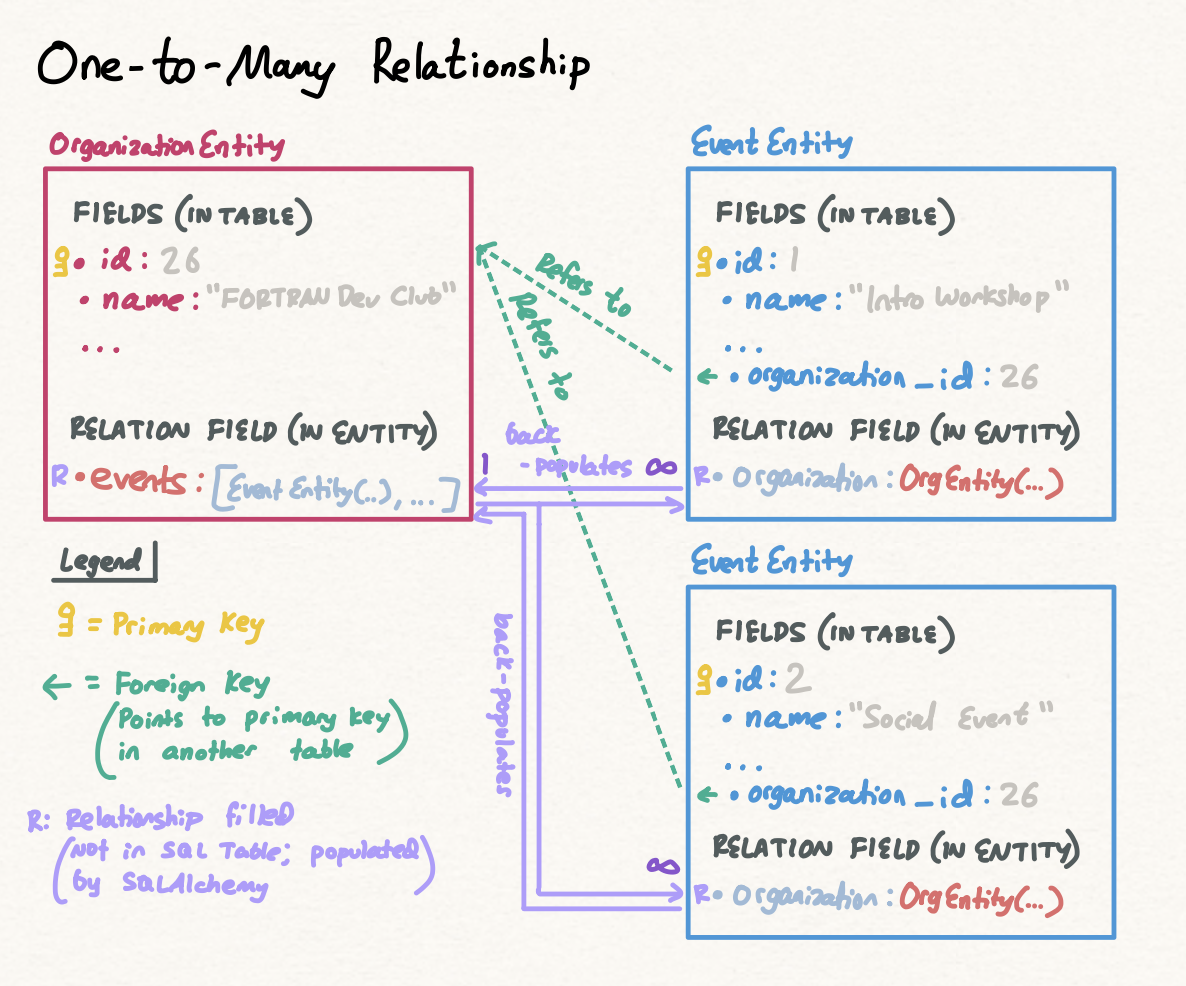 One-to-Many Relationship
Organization Entity
FIELDS (IN TABLE)
• id: 26
• name: "FORTRAN Dev Club"
...
RELATION FIELD (IN ENTITY)
R • events: [Event Entity(..), ...]
Event Entity
FIELDS (IN TABLE)
• id: 1
• name: "Intro Workshop"
...
← • organization_id: 26
RELATION FIELD (IN ENTITY)
R • Organization: OrgEntity(...)
Refers to
Refers to
back
-populates
1
∞
back-populates
∞
Event Entity
FIELDS (IN TABLE)
• id: 2
• name: "Social Event"
...
← • organization_id: 26
RELATION FIELD (IN ENTITY)
R • Organization: OrgEntity(...)
Legend
= Primary Key
← = Foreign Key
(Points to primary key
in another table)
R: Relationship filled
(Not in SQL Table; populated
by SQLAlchemy)